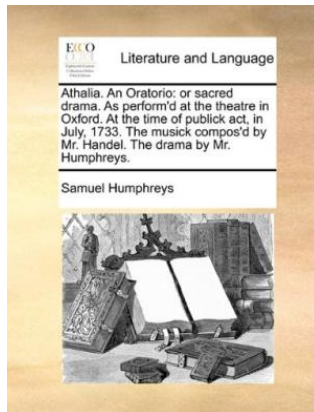 ECCO
Literature and Language
Athalia. An Oratorio: or sacred
drama. As perform'd at the theatre in
Oxford. At the time of publick act, in
July, 1733. The musick compos'd by
Mr. Handel. The drama by Mr.
Humphreys.
Samuel Humphreys